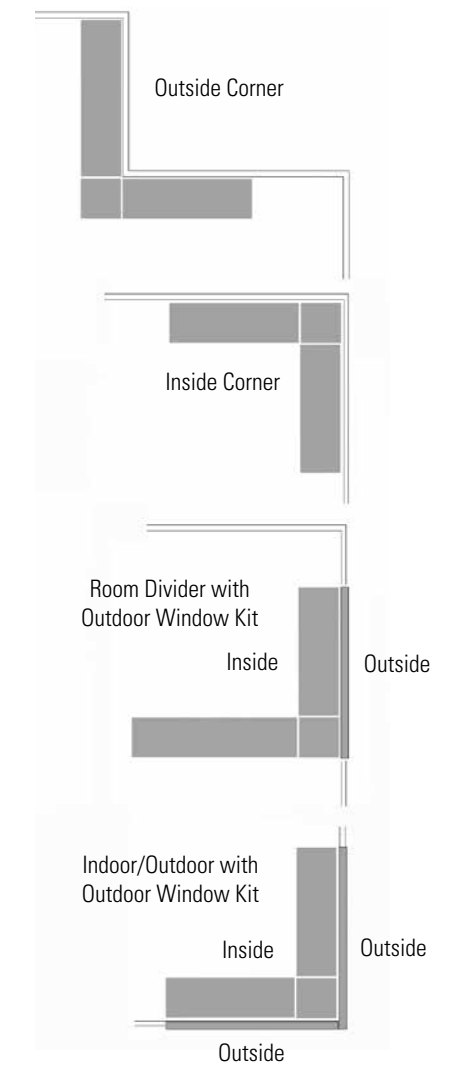 Outside Corner
Inside Corner
Room Divider with
Outdoor Window Kit
Inside
Outside
Indoor/Outdoor with
Outdoor Window Kit
Inside
Outside
Outside